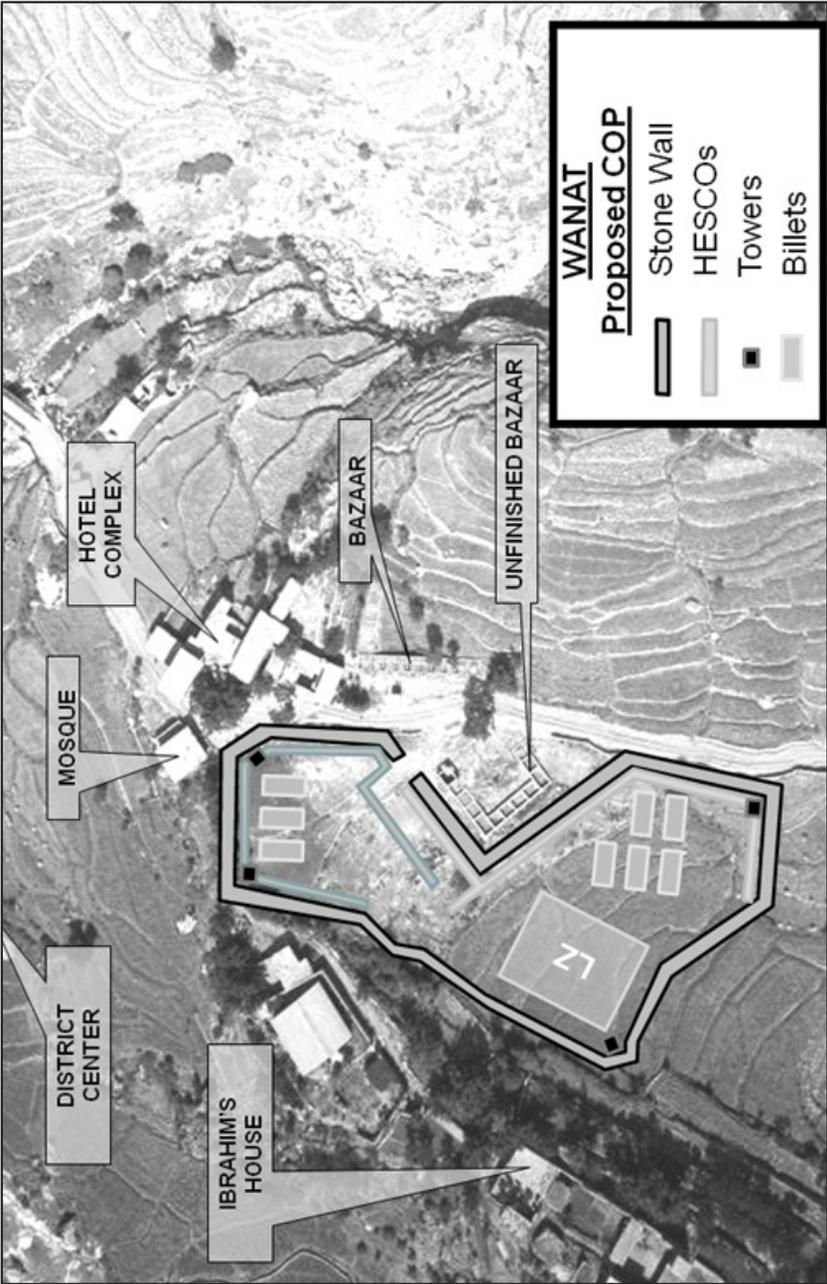 DISTRICT
CENTER
MOSQUE
HOTEL
COMPLEX
IBRAHIM'S
HOUSE
BAZAAR
UNFINISHED BAZAAR
LZ
WANAT
Proposed COP
Stone Wall
HESCOs
Towers
Billets